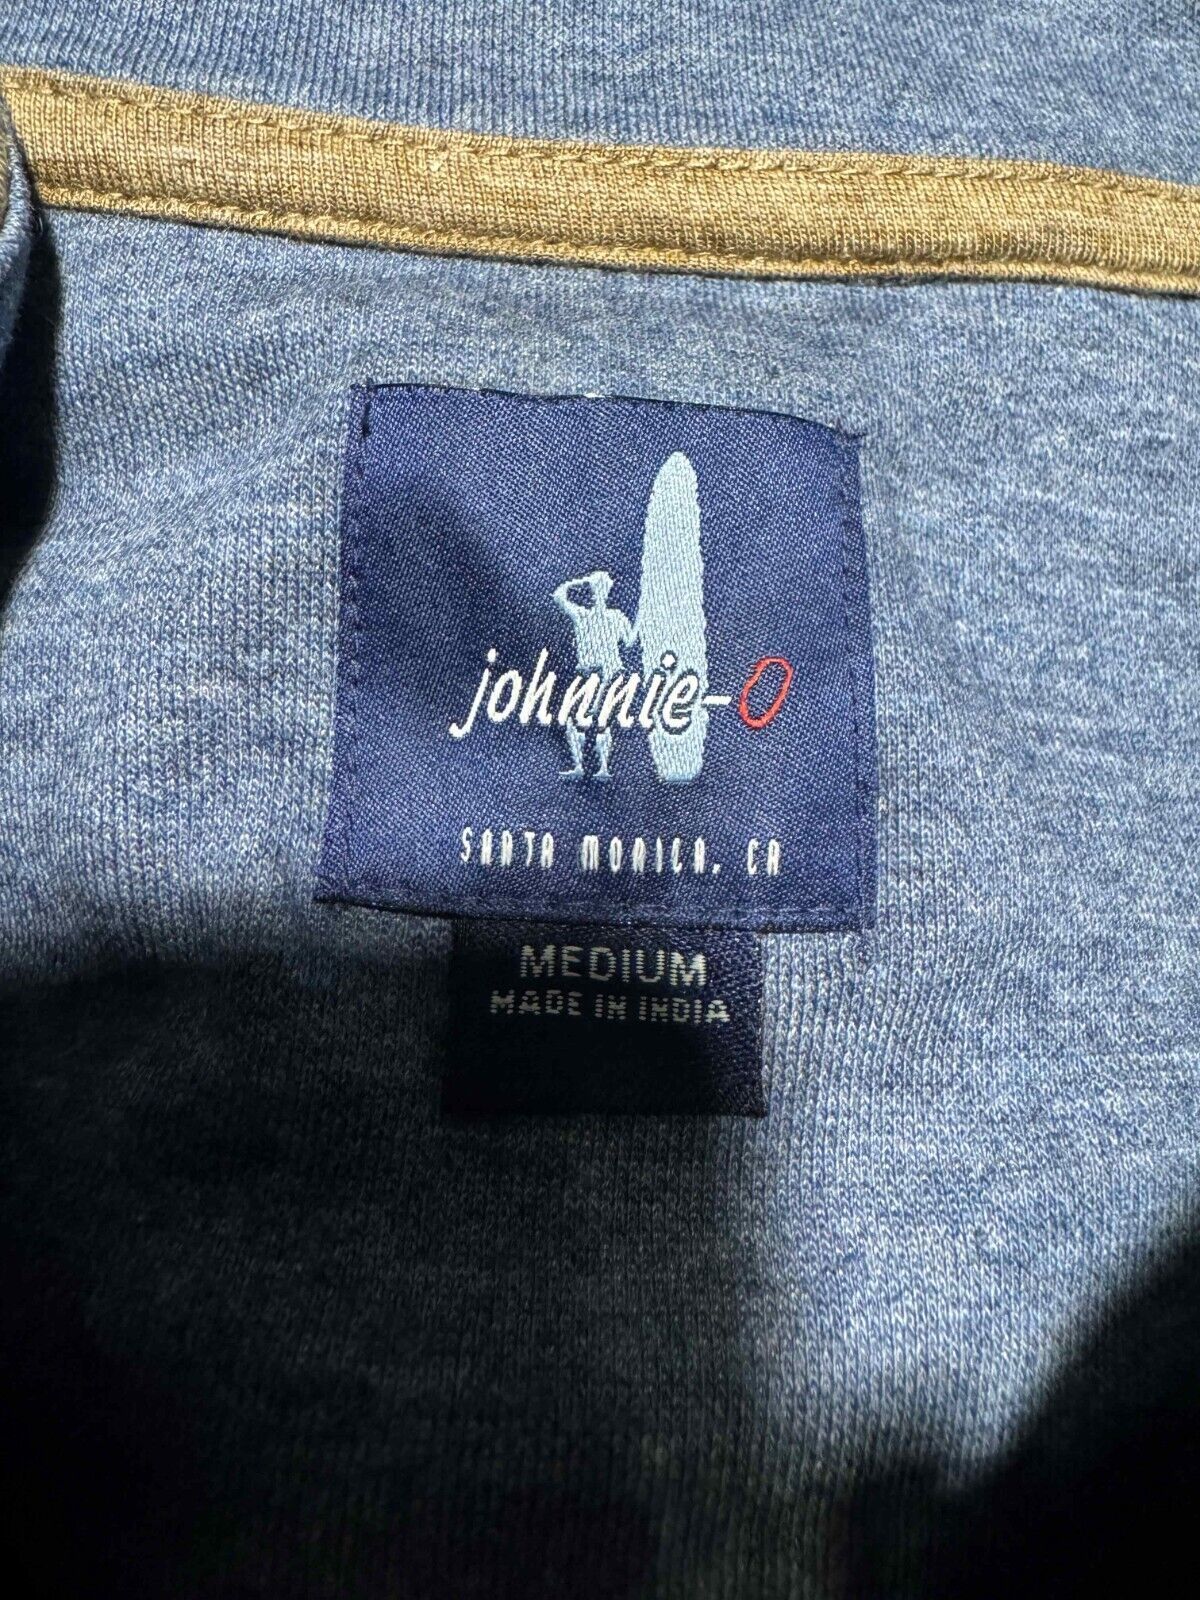 johnnie-O
SANTA MONICA, CA
MEDIUM
MADE IN INDIA